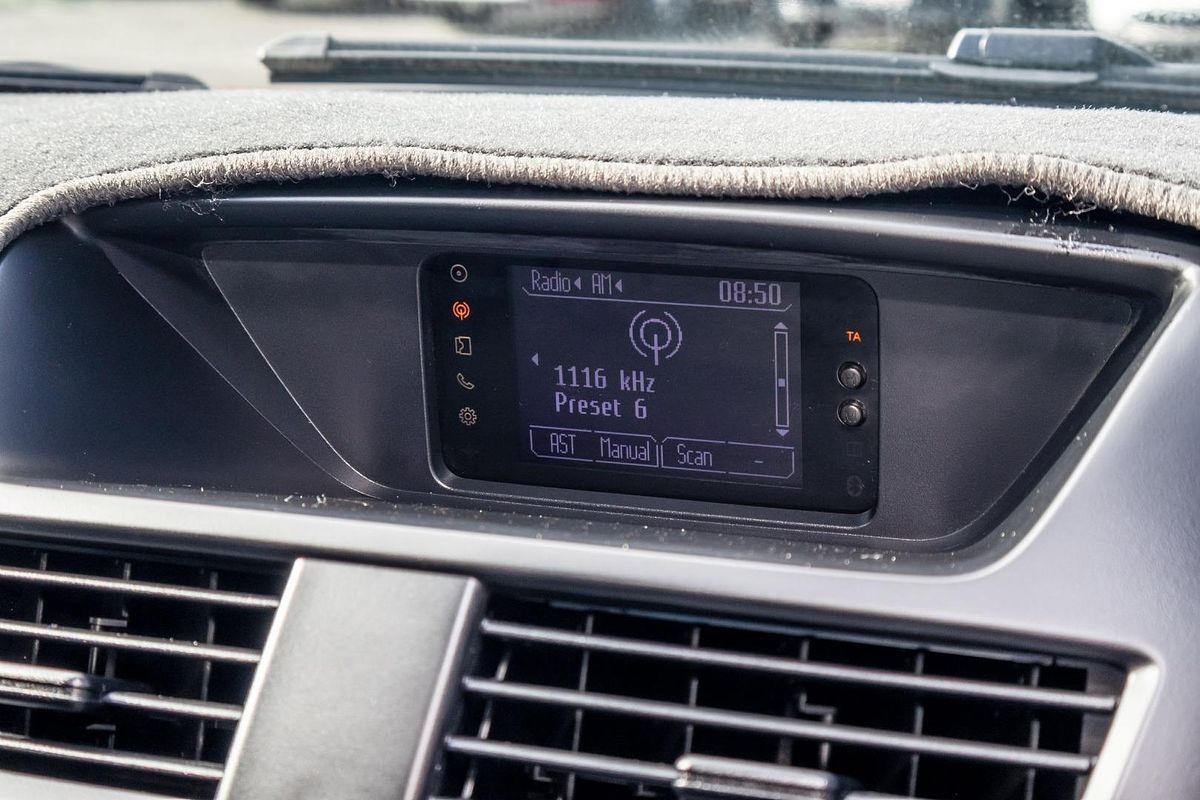 Radio AM 08:50
TA
1116 kHz
Preset 6
AST Manual Scan -